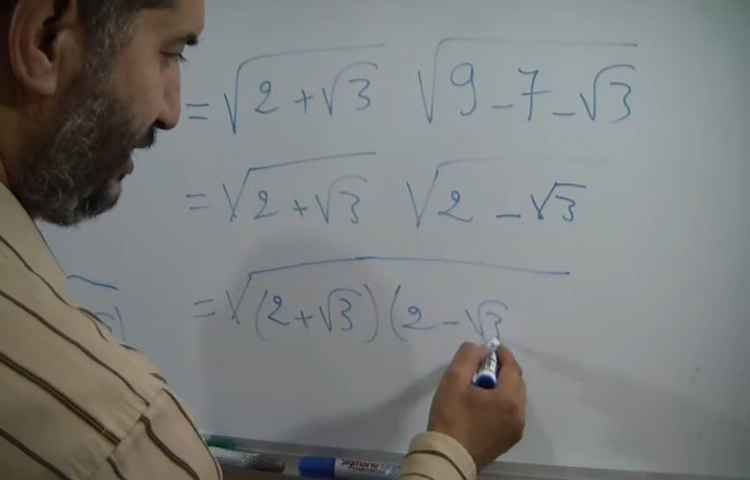 = √(2 + √3) √(9 - 7 - √3)
= √(2 + √3) √(2 - √3)
= √((2 + √3)(2 - √3